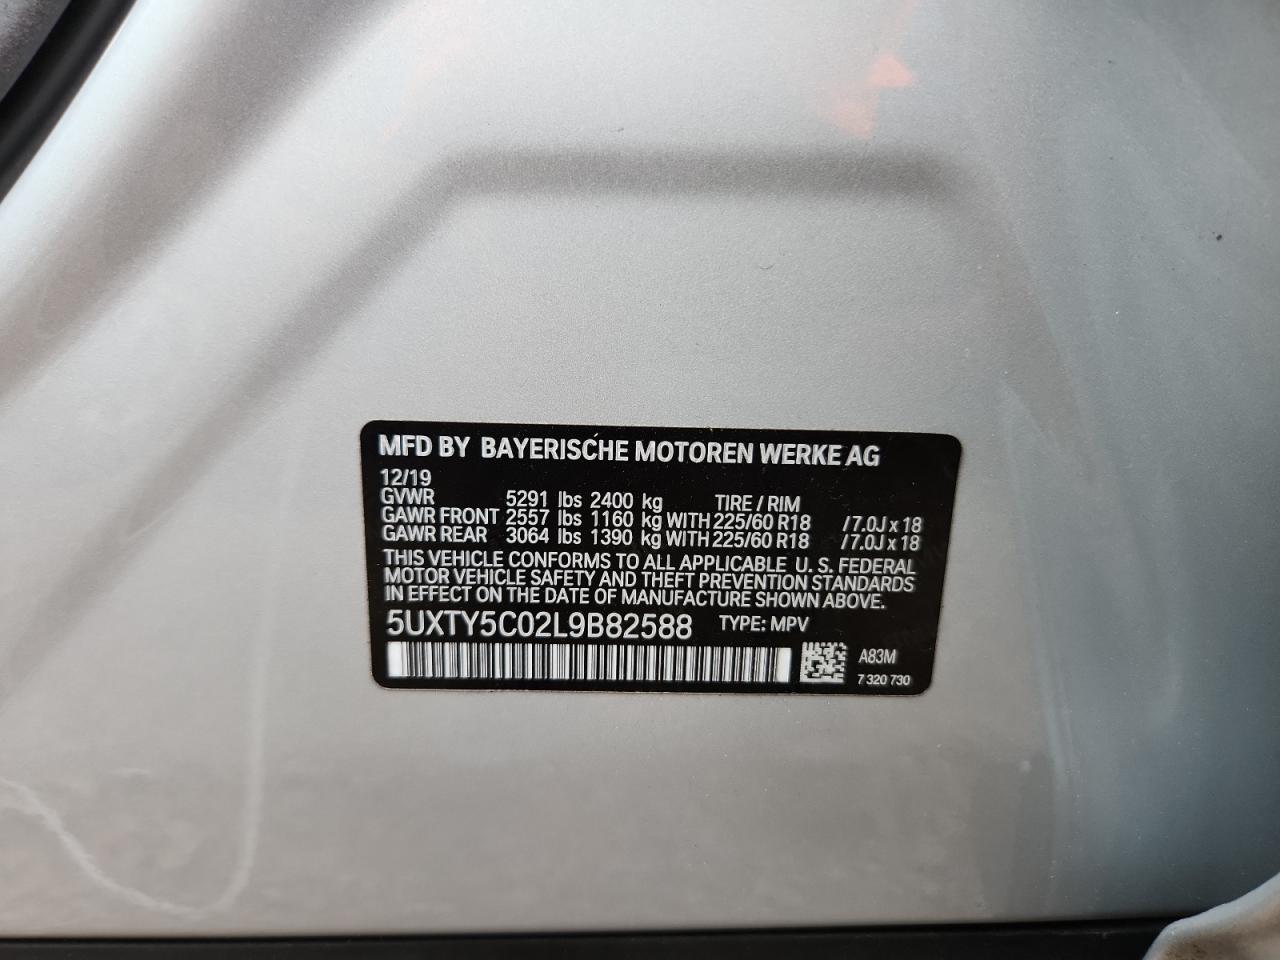 MFD BY BAYERISCHE MOTOREN WERKE AG
12/19
GVWR 5291 lbs 2400 kg TIRE / RIM
GAWR FRONT 2557 lbs 1160 kg WITH 225/60 R18 / 7.0J x 18
GAWR REAR 3064 lbs 1390 kg WITH 225/60 R18 / 7.0J x 18
THIS VEHICLE CONFORMS TO ALL APPLICABLE U. S. FEDERAL
MOTOR VEHICLE SAFETY AND THEFT PREVENTION STANDARDS
IN EFFECT ON THE DATE OF MANUFACTURE SHOWN ABOVE.
5UXTY5C02L9B82588 TYPE: MPV
A83M
7 320 730